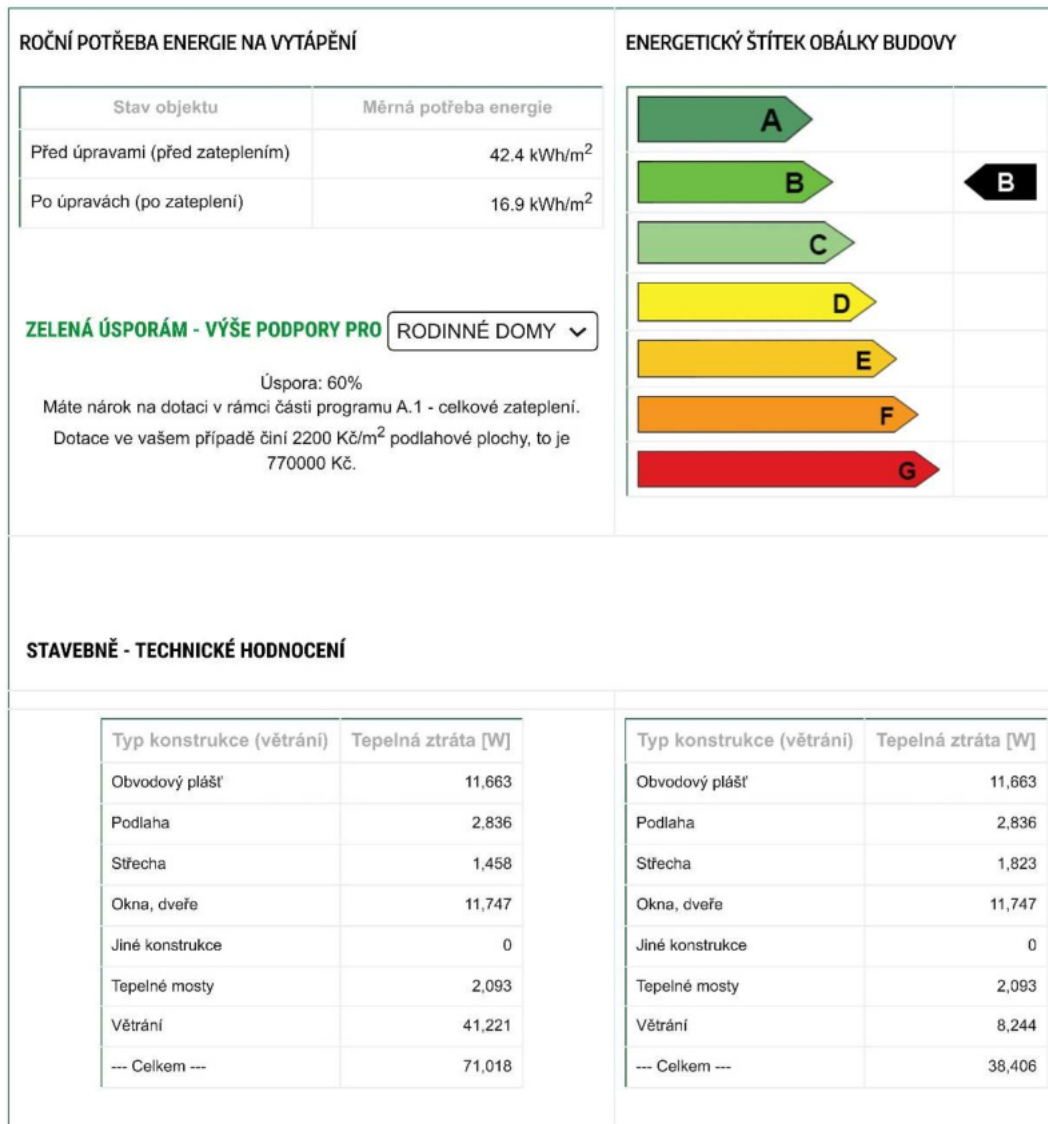 ROČNÍ POTŘEBA ENERGIE NA VYTÁPĚNÍ
Stav objektu Měrná potřeba energie
Před úpravami (před zateplením) 42.4 kWh/m²
Po úpravách (po zateplení) 16.9 kWh/m²
ZELENÁ ÚSPORÁM - VÝŠE PODPORY PRO RODINNÉ DOMY
Úspora: 60%
Máte nárok na dotaci v rámci části programu A.1 - celkové zateplení.
Dotace ve vašem případě činí 2200 Kč/m² podlahové plochy, to je
770000 Kč.
ENERGETICKÝ ŠTÍTEK OBÁLKY BUDOVY
A
B B
C
D
E
F
G
STAVEBNĚ - TECHNICKÉ HODNOCENÍ
Typ konstrukce (větrání) Tepelná ztráta [W]
Obvodový plášť 11,663
Podlaha 2,836
Střecha 1,458
Okna, dveře 11,747
Jiné konstrukce 0
Tepelné mosty 2,093
Větrání 41,221
--- Celkem --- 71,018
Typ konstrukce (větrání) Tepelná ztráta [W]
Obvodový plášť 11,663
Podlaha 2,836
Střecha 1,823
Okna, dveře 11,747
Jiné konstrukce 0
Tepelné mosty 2,093
Větrání 8,244
--- Celkem --- 38,406